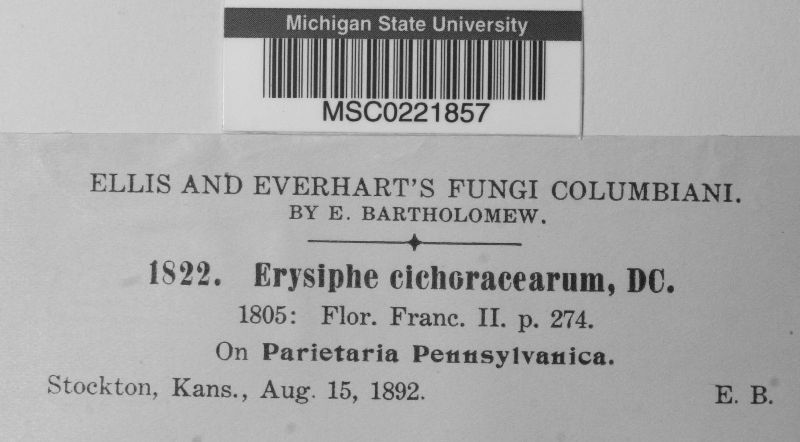 Michigan State University
MSC0221857
ELLIS AND EVERHART'S FUNGI COLUMBIANI.
BY E. BARTHOLOMEW.
1822. Erysiphe cichoracearum, DC.
1805: Flor. Franc. II. p. 274.
On Parietaria Pennsylvanica.
Stockton, Kans., Aug. 15, 1892. E. B.